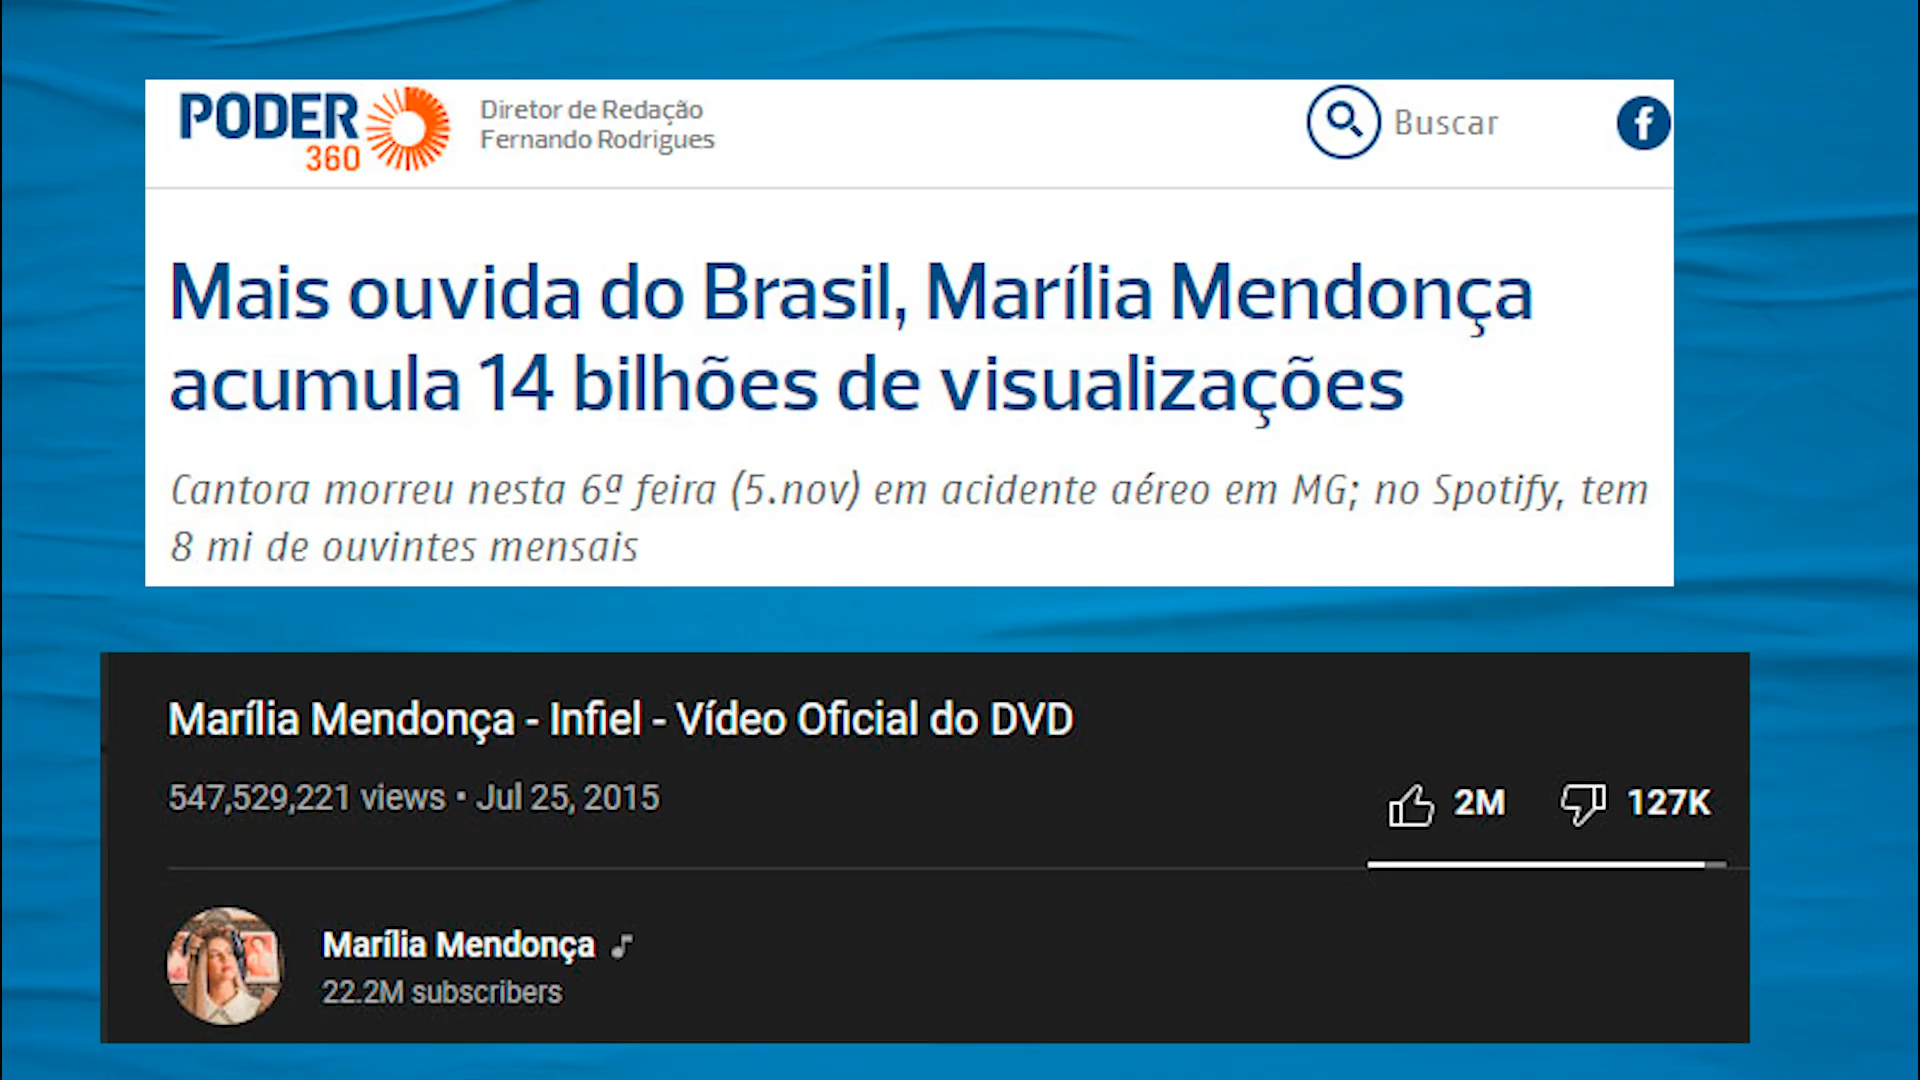 PODER
360
Diretor de Redação
Fernando Rodrigues
Buscar
Mais ouvida do Brasil, Marília Mendonça
acumula 14 bilhões de visualizações
Cantora morreu nesta 6ª feira (5.nov) em acidente aéreo em MG; no Spotify, tem
8 mi de ouvintes mensais
Marília Mendonça - Infiel - Vídeo Oficial do DVD
547,529,221 views • Jul 25, 2015
2M
127K
Marília Mendonça
22.2M subscribers